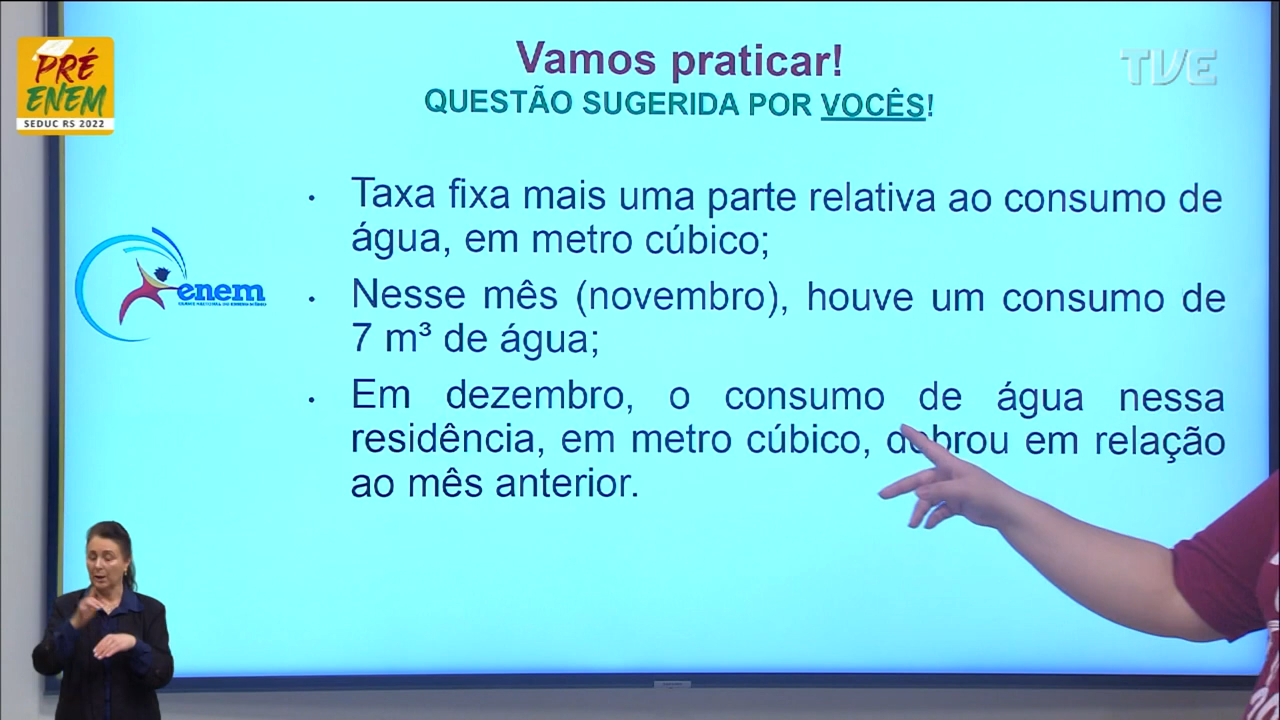 PRÉ
ENEM
SEDUC RS 2022
TVE
Vamos praticar!
QUESTÃO SUGERIDA POR VOCÊS!
enem
• Taxa fixa mais uma parte relativa ao consumo de
água, em metro cúbico;
• Nesse mês (novembro), houve um consumo de
7 m³ de água;
• Em dezembro, o consumo de água nessa
residência, em metro cúbico, dobrou em relação
ao mês anterior.